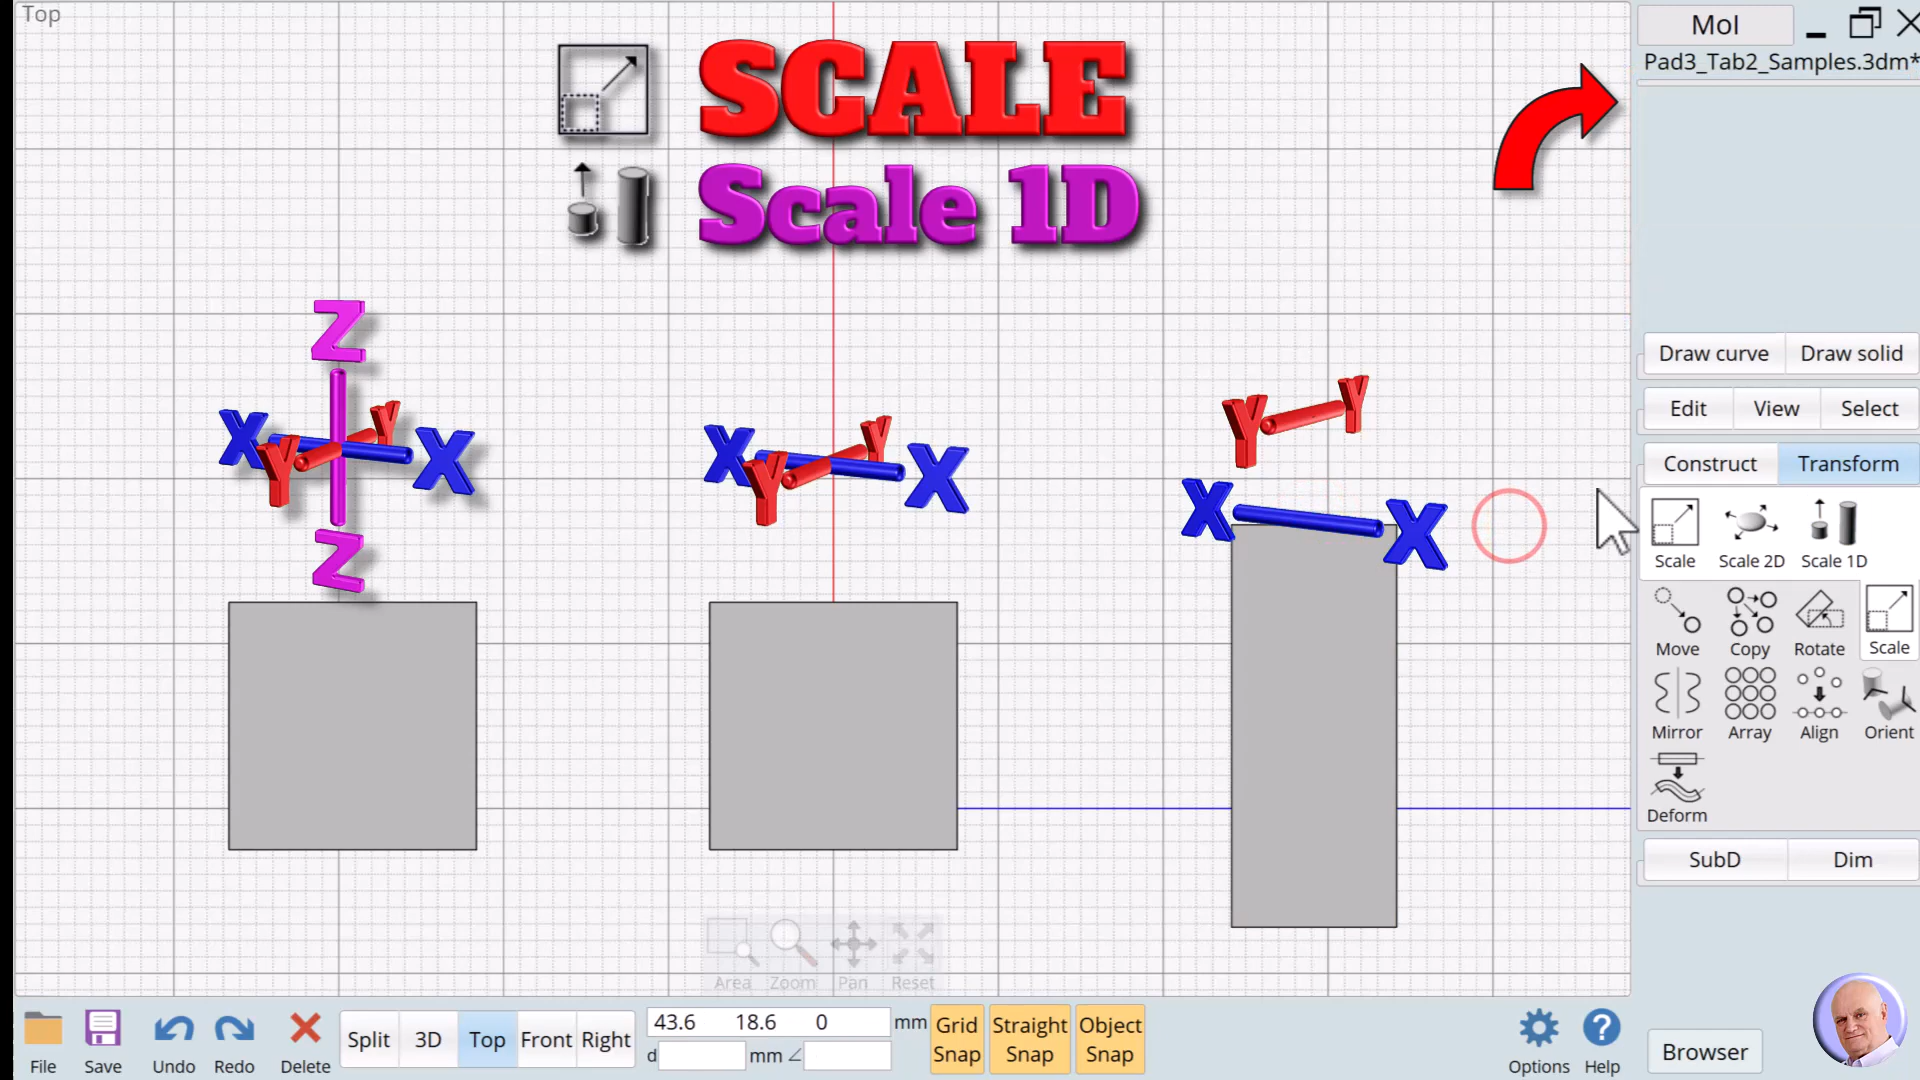 Top
SCALE
Scale 1D
MoI
Pad3_Tab2_Samples.3dm*
Z
X Y Y X
Z
X Y Y X
Y Y
X X
Draw curve Draw solid
Edit View Select
Construct Transform
Scale Scale 2D Scale 1D
Move Copy Rotate Scale
Mirror Array Align Orient
Deform
SubD Dim
Area Zoom Pan Reset
File Save Undo Redo Delete
Split 3D Top Front Right
43.6 18.6 0 mm
d mm ∠
Grid Snap
Straight Snap
Object Snap
Options Help
Browser